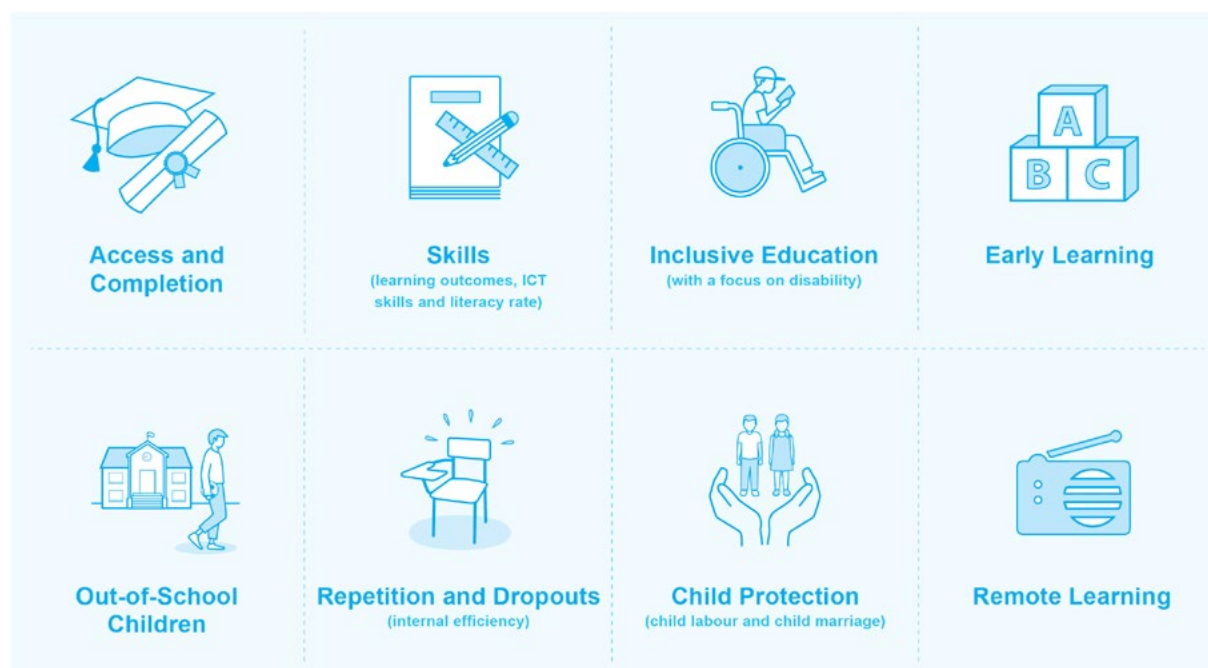 Access and
Completion
Skills
(learning outcomes, ICT
skills and literacy rate)
Inclusive Education
(with a focus on disability)
A
B C
Early Learning
Out-of-School
Children
Repetition and Dropouts
(internal efficiency)
Child Protection
(child labour and child marriage)
Remote Learning